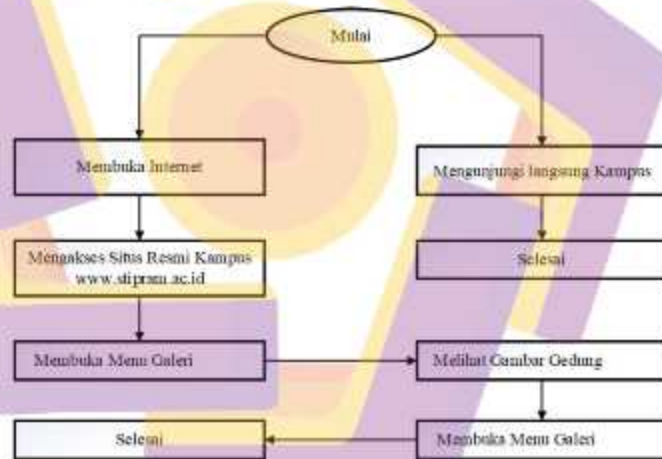 Mulai
Membuka Internet
Mengunjungi langsung Kampus
Mengakses Situs Resmi Kampus
www.stipram.ac.id
Selesai
Membuka Menu Galeri
Melihat Gambar Gedung
Selesai
Membuka Menu Galeri